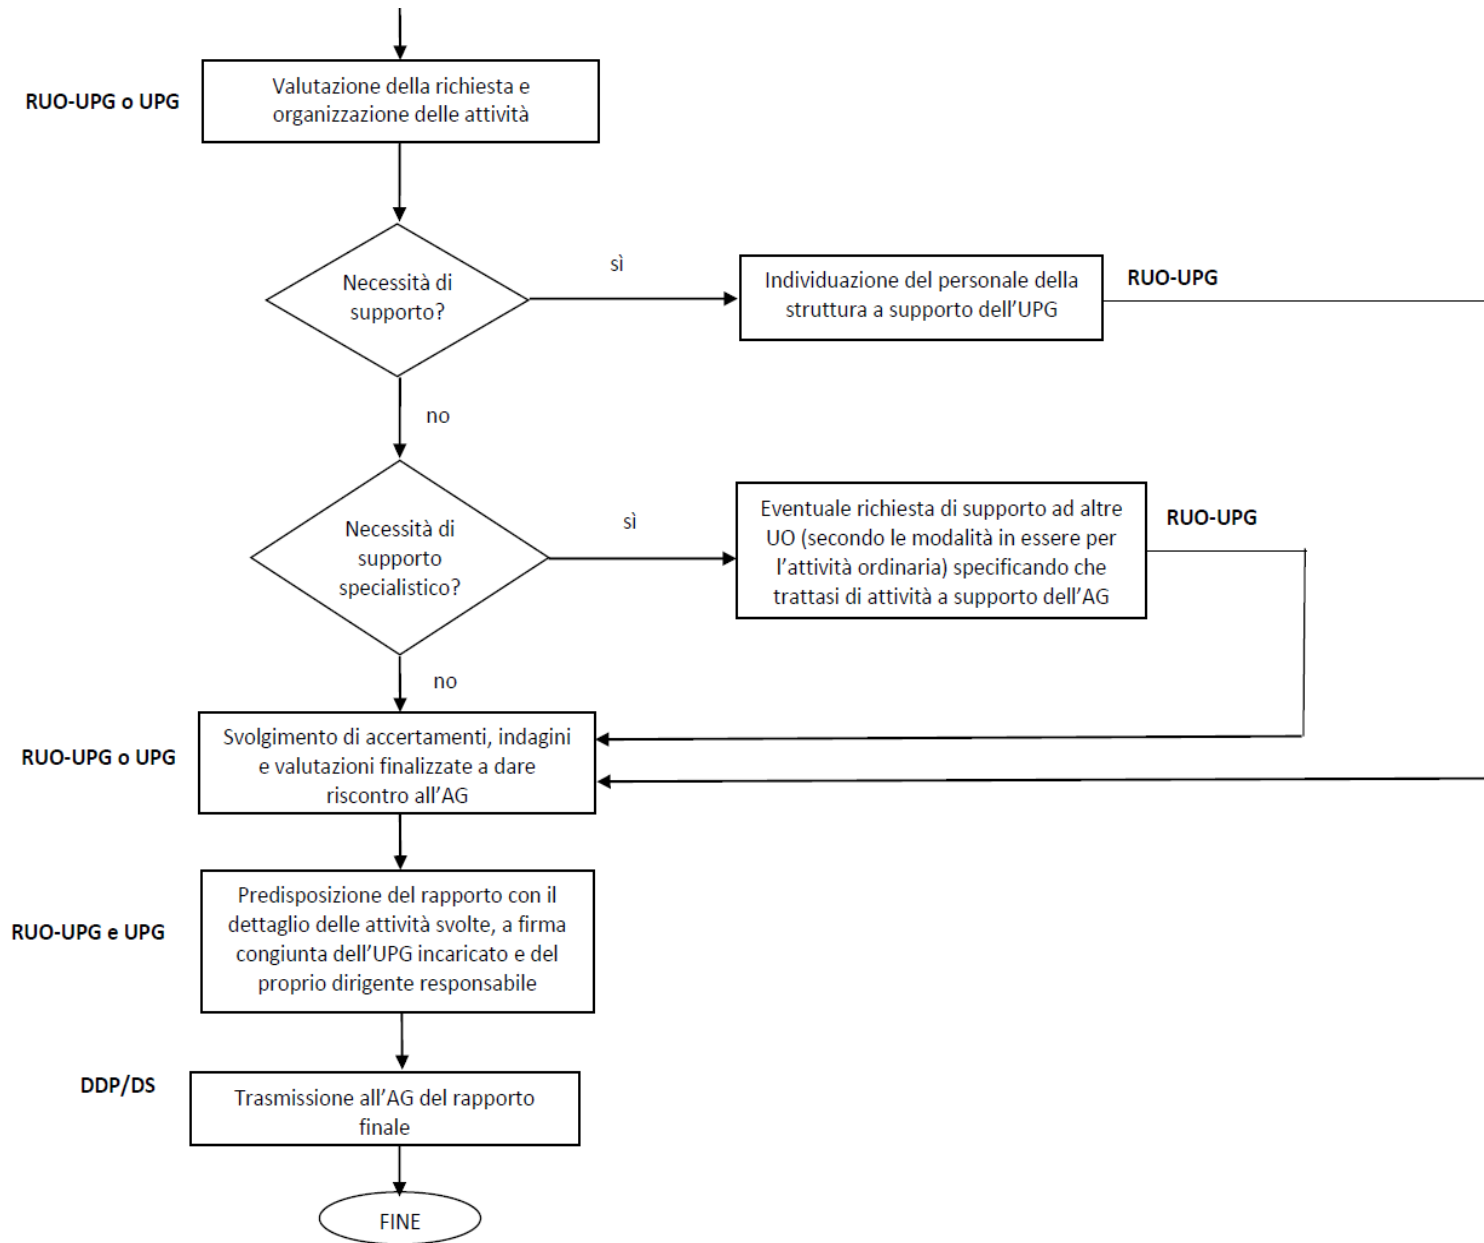 RUO-UPG o UPG
Valutazione della richiesta e
organizzazione delle attività
Necessità di
supporto?
sì
Individuazione del personale della
struttura a supporto dell’UPG
RUO-UPG
no
Necessità di
supporto
specialistico?
sì
Eventuale richiesta di supporto ad altre
UO (secondo le modalità in essere per
l’attività ordinaria) specificando che
trattasi di attività a supporto dell’AG
RUO-UPG
no
RUO-UPG o UPG
Svolgimento di accertamenti, indagini
e valutazioni finalizzate a dare
riscontro all’AG
RUO-UPG e UPG
Predisposizione del rapporto con il
dettaglio delle attività svolte, a firma
congiunta dell’UPG incaricato e del
proprio dirigente responsabile
DDP/DS
Trasmissione all’AG del rapporto
finale
FINE